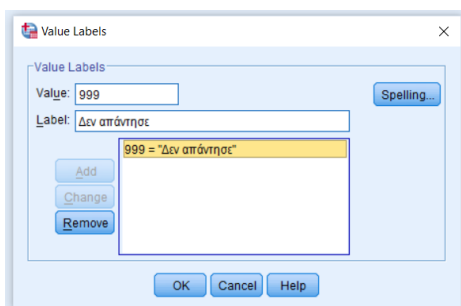 Value Labels
Value Labels
Value: 999
Spelling...
Label: Δεν απάντησε
999 = "Δεν απάντησε"
Add
Change
Remove
OK Cancel Help